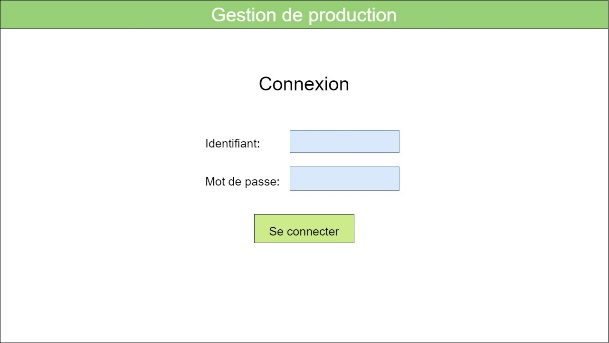 Gestion de production
Connexion
Identifiant:
Mot de passe:
Se connecter